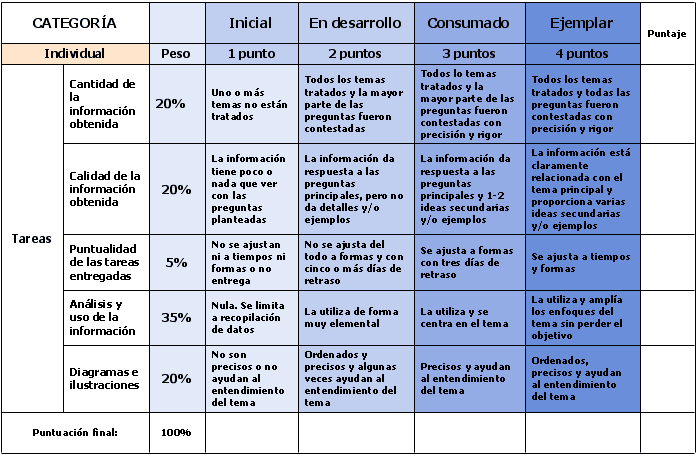 CATEGORÍA
Inicial
En desarrollo
Consumado
Ejemplar
Puntaje
Individual
Peso
1 punto
2 puntos
3 puntos
4 puntos
Tareas
Cantidad de
la
información
obtenida
20%
Uno o más
temas no están
tratados
Todos los temas
tratados y la mayor
parte de las
preguntas fueron
contestadas
Todos lo temas
tratados y la
mayor parte de las
preguntas fueron
contestadas con
precisión y rigor
Todos los temas
tratados y todas las
preguntas fueron
contestadas con
precisión y rigor
Calidad de la
información
obtenida
20%
La información
tiene poco o
nada que ver
con las
preguntas
planteadas
La información da
respuesta a las
preguntas
principales, pero no
da detalles y/o
ejemplos
La información da
respuesta a las
preguntas
principales y 1-2
ideas secundarias
y/o ejemplos
La información está
claramente
relacionada con el
tema principal y
proporciona varias
ideas secundarias
y/o ejemplos
Puntualidad
de las tareas
entregadas
5%
No se ajustan
ni a tiempos ni
formas o no
entrega
No se ajusta del
todo a formas y con
cinco o más días de
retraso
Se ajusta a formas
con tres días de
retraso
Se ajusta a tiempos
y formas
Análisis y
uso de la
información
35%
Nula. Se limita
a recopilación
de datos
La utiliza de forma
muy elemental
La utiliza y se
centra en el tema
La utiliza y amplía
los enfoques del
tema sin perder el
objetivo
Diagramas e
ilustraciones
20%
No son
precisos o no
ayudan al
entendimiento
del tema
Ordenados y
precisos y algunas
veces ayudan al
entendimiento del
tema
Precisos y ayudan
al entendimiento
del tema
Ordenados,
precisos y ayudan
al entendimiento
del tema
Puntuación final:
100%